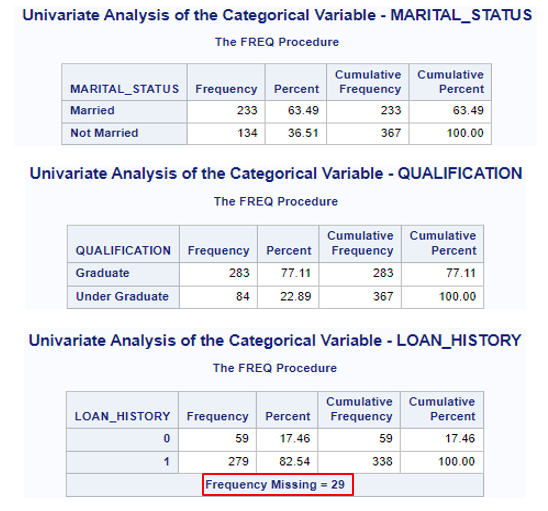 Univariate Analysis of the Categorical Variable - MARITAL_STATUS
The FREQ Procedure
MARITAL_STATUS Frequency Percent Cumulative Frequency Cumulative Percent
Married 233 63.49 233 63.49
Not Married 134 36.51 367 100.00
Univariate Analysis of the Categorical Variable - QUALIFICATION
The FREQ Procedure
QUALIFICATION Frequency Percent Cumulative Frequency Cumulative Percent
Graduate 283 77.11 283 77.11
Under Graduate 84 22.89 367 100.00
Univariate Analysis of the Categorical Variable - LOAN_HISTORY
The FREQ Procedure
LOAN_HISTORY Frequency Percent Cumulative Frequency Cumulative Percent
0 59 17.46 59 17.46
1 279 82.54 338 100.00
Frequency Missing = 29